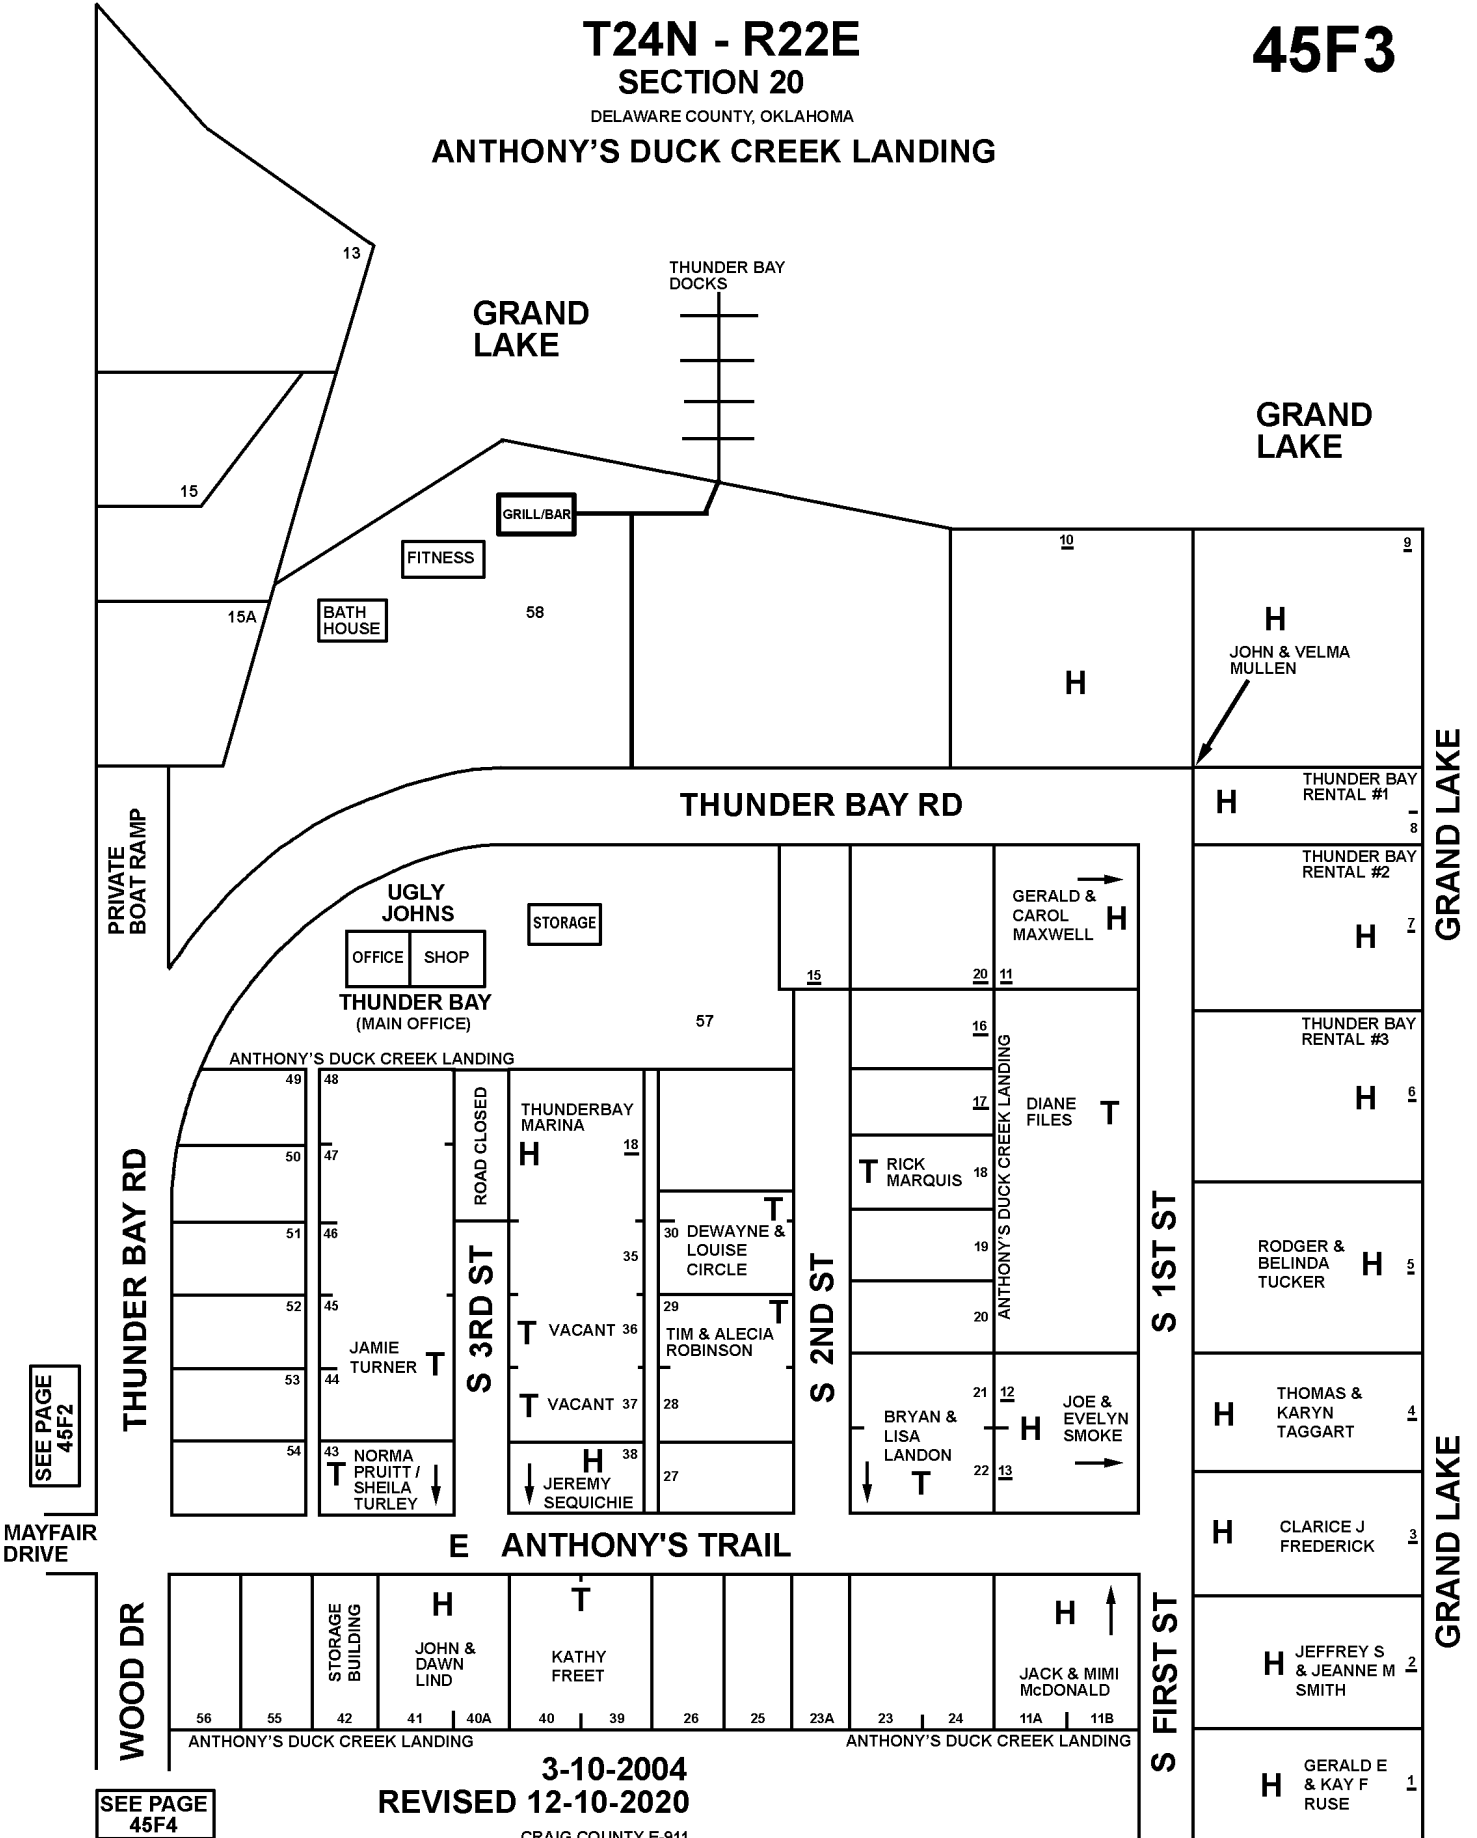 T24N - R22E
SECTION 20
DELAWARE COUNTY, OKLAHOMA
ANTHONY'S DUCK CREEK LANDING
45F3
13
THUNDER BAY
DOCKS
GRAND
LAKE
GRAND
LAKE
15
GRILL/BAR
FITNESS
BATH
HOUSE
15A
58
10
H
9
H
JOHN & VELMA
MULLEN
PRIVATE
BOAT RAMP
THUNDER BAY RD
H
THUNDER BAY
RENTAL #1
8
GRAND LAKE
THUNDER BAY
RENTAL #2
H
7
THUNDER BAY
RENTAL #3
H
6
UGLY
JOHNS
OFFICE
SHOP
THUNDER BAY
(MAIN OFFICE)
STORAGE
57
15
20
11
GERALD &
CAROL
MAXWELL
H
ANTHONY'S DUCK CREEK LANDING
49
50
51
52
53
54
48
47
46
45
44
43
JAMIE
TURNER
T
T
NORMA
PRUITT /
SHEILA
TURLEY
ROAD CLOSED
S 3RD ST
THUNDERBAY
MARINA
H
18
35
T
VACANT
36
T
VACANT
37
H
38
JEREMY
SEQUICHIE
T
30
DEWAYNE &
LOUISE
CIRCLE
29
T
TIM & ALECIA
ROBINSON
28
27
S 2ND ST
16
17
T
RICK
MARQUIS
18
19
20
21
BRYAN &
LISA
LANDON
T
22
ANTHONY'S DUCK CREEK LANDING
DIANE
FILES
T
12
H
JOE &
EVELYN
SMOKE
13
S 1ST ST
RODGER &
BELINDA
TUCKER
H
5
H
THOMAS &
KARYN
TAGGART
4
H
CLARICE J
FREDERICK
3
GRAND LAKE
H
JEFFREY S
& JEANNE M
SMITH
2
H
GERALD E
& KAY F
RUSE
1
THUNDER BAY RD
SEE PAGE
45F2
MAYFAIR
DRIVE
E ANTHONY'S TRAIL
WOOD DR
STORAGE
BUILDING
H
JOHN &
DAWN
LIND
T
KATHY
FREET
H
JACK & MIMI
McDONALD
S FIRST ST
56
55
42
41
40A
40
39
26
25
23A
23
24
11A
11B
ANTHONY'S DUCK CREEK LANDING
ANTHONY'S DUCK CREEK LANDING
3-10-2004
REVISED 12-10-2020
CRAIG COUNTY E-911
SEE PAGE
45F4